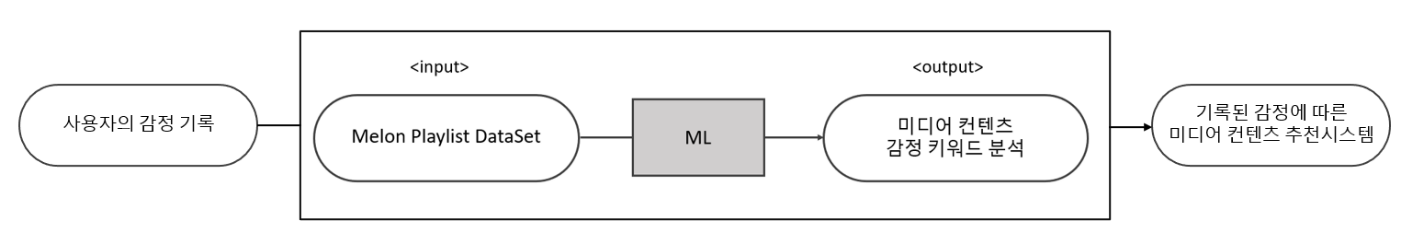 사용자의 감정 기록
<input>
Melon Playlist DataSet
ML
<output>
미디어 컨텐츠
감정 키워드 분석
기록된 감정에 따른
미디어 컨텐츠 추천시스템